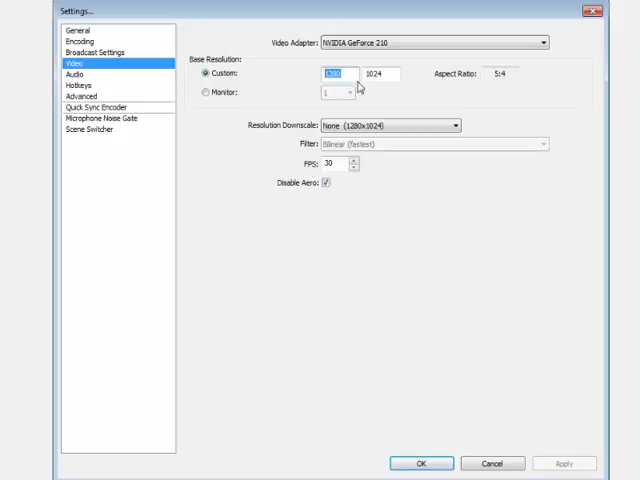 Settings...
General
Encoding
Broadcast Settings
Video
Audio
Hotkeys
Advanced
Quick Sync Encoder
Microphone Noise Gate
Scene Switcher
Video Adapter: NVIDIA GeForce 210
Base Resolution:
Custom: 1280 1024 Aspect Ratio: 5:4
Monitor: 1
Resolution Downscale: None (1280x1024)
Filter: Bilinear (fastest)
FPS: 30
Disable Aero:
OK Cancel Apply